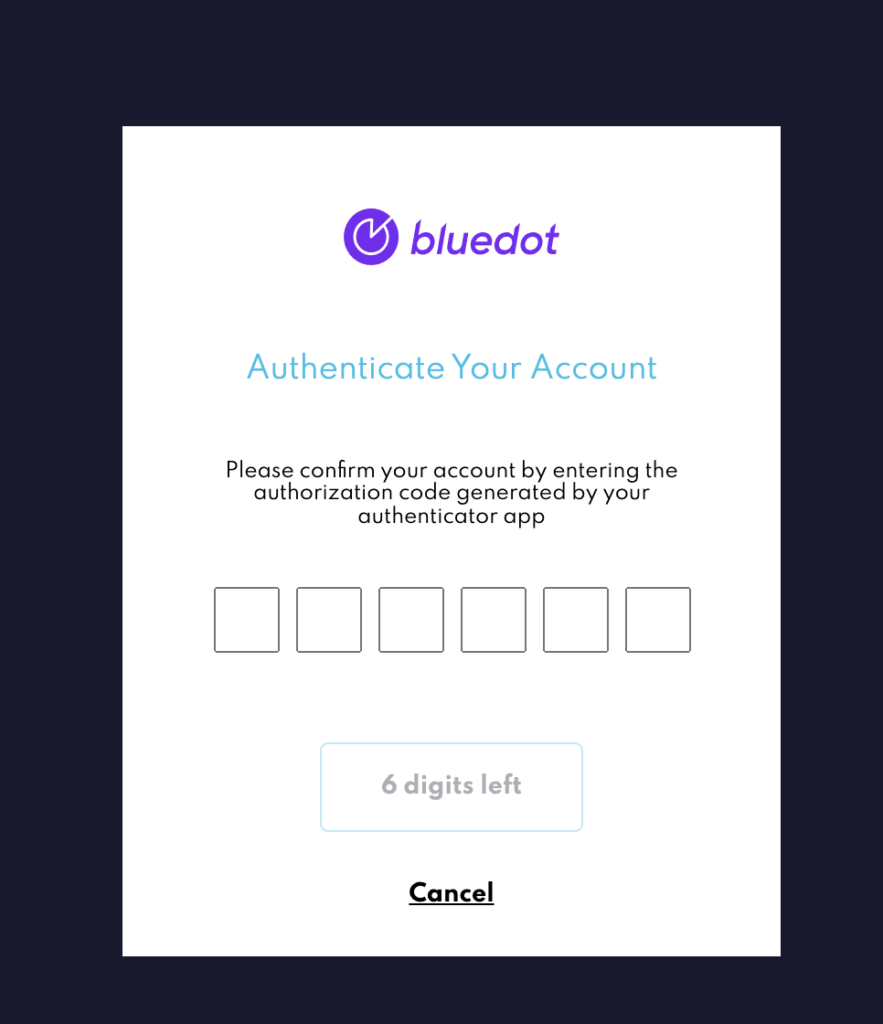 bluedot
Authenticate Your Account
Please confirm your account by entering the
authorization code generated by your
authenticator app
6 digits left
Cancel